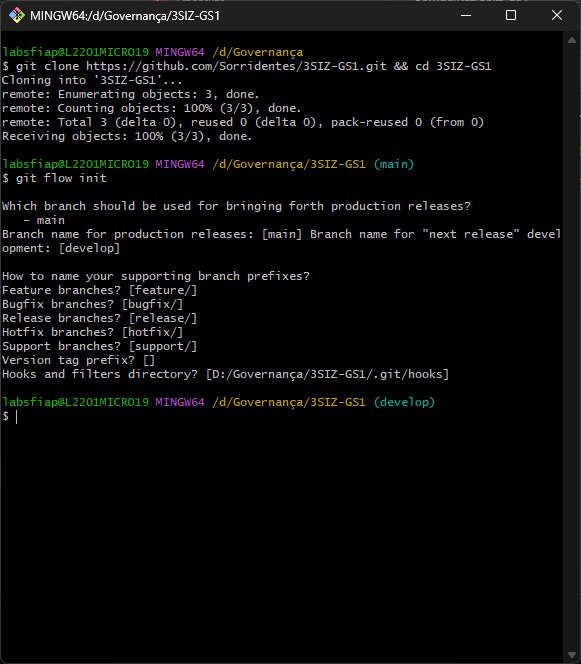 MINGW64:/d/Governança/3SIZ-GS1
labsfiap@L2201MICRO19 MINGW64 /d/Governança
$ git clone https://github.com/Sorridentes/3SIZ-GS1.git && cd 3SIZ-GS1
Cloning into '3SIZ-GS1'...
remote: Enumerating objects: 3, done.
remote: Counting objects: 100% (3/3), done.
remote: Total 3 (delta 0), reused 0 (delta 0), pack-reused 0 (from 0)
Receiving objects: 100% (3/3), done.
labsfiap@L2201MICRO19 MINGW64 /d/Governança/3SIZ-GS1 (main)
$ git flow init
Which branch should be used for bringing forth production releases?
- main
Branch name for production releases: [main] Branch name for "next release" devel
opment: [develop]
How to name your supporting branch prefixes?
Feature branches? [feature/]
Bugfix branches? [bugfix/]
Release branches? [release/]
Hotfix branches? [hotfix/]
Support branches? [support/]
Version tag prefix? []
Hooks and filters directory? [D:/Governança/3SIZ-GS1/.git/hooks]
labsfiap@L2201MICRO19 MINGW64 /d/Governança/3SIZ-GS1 (develop)
$